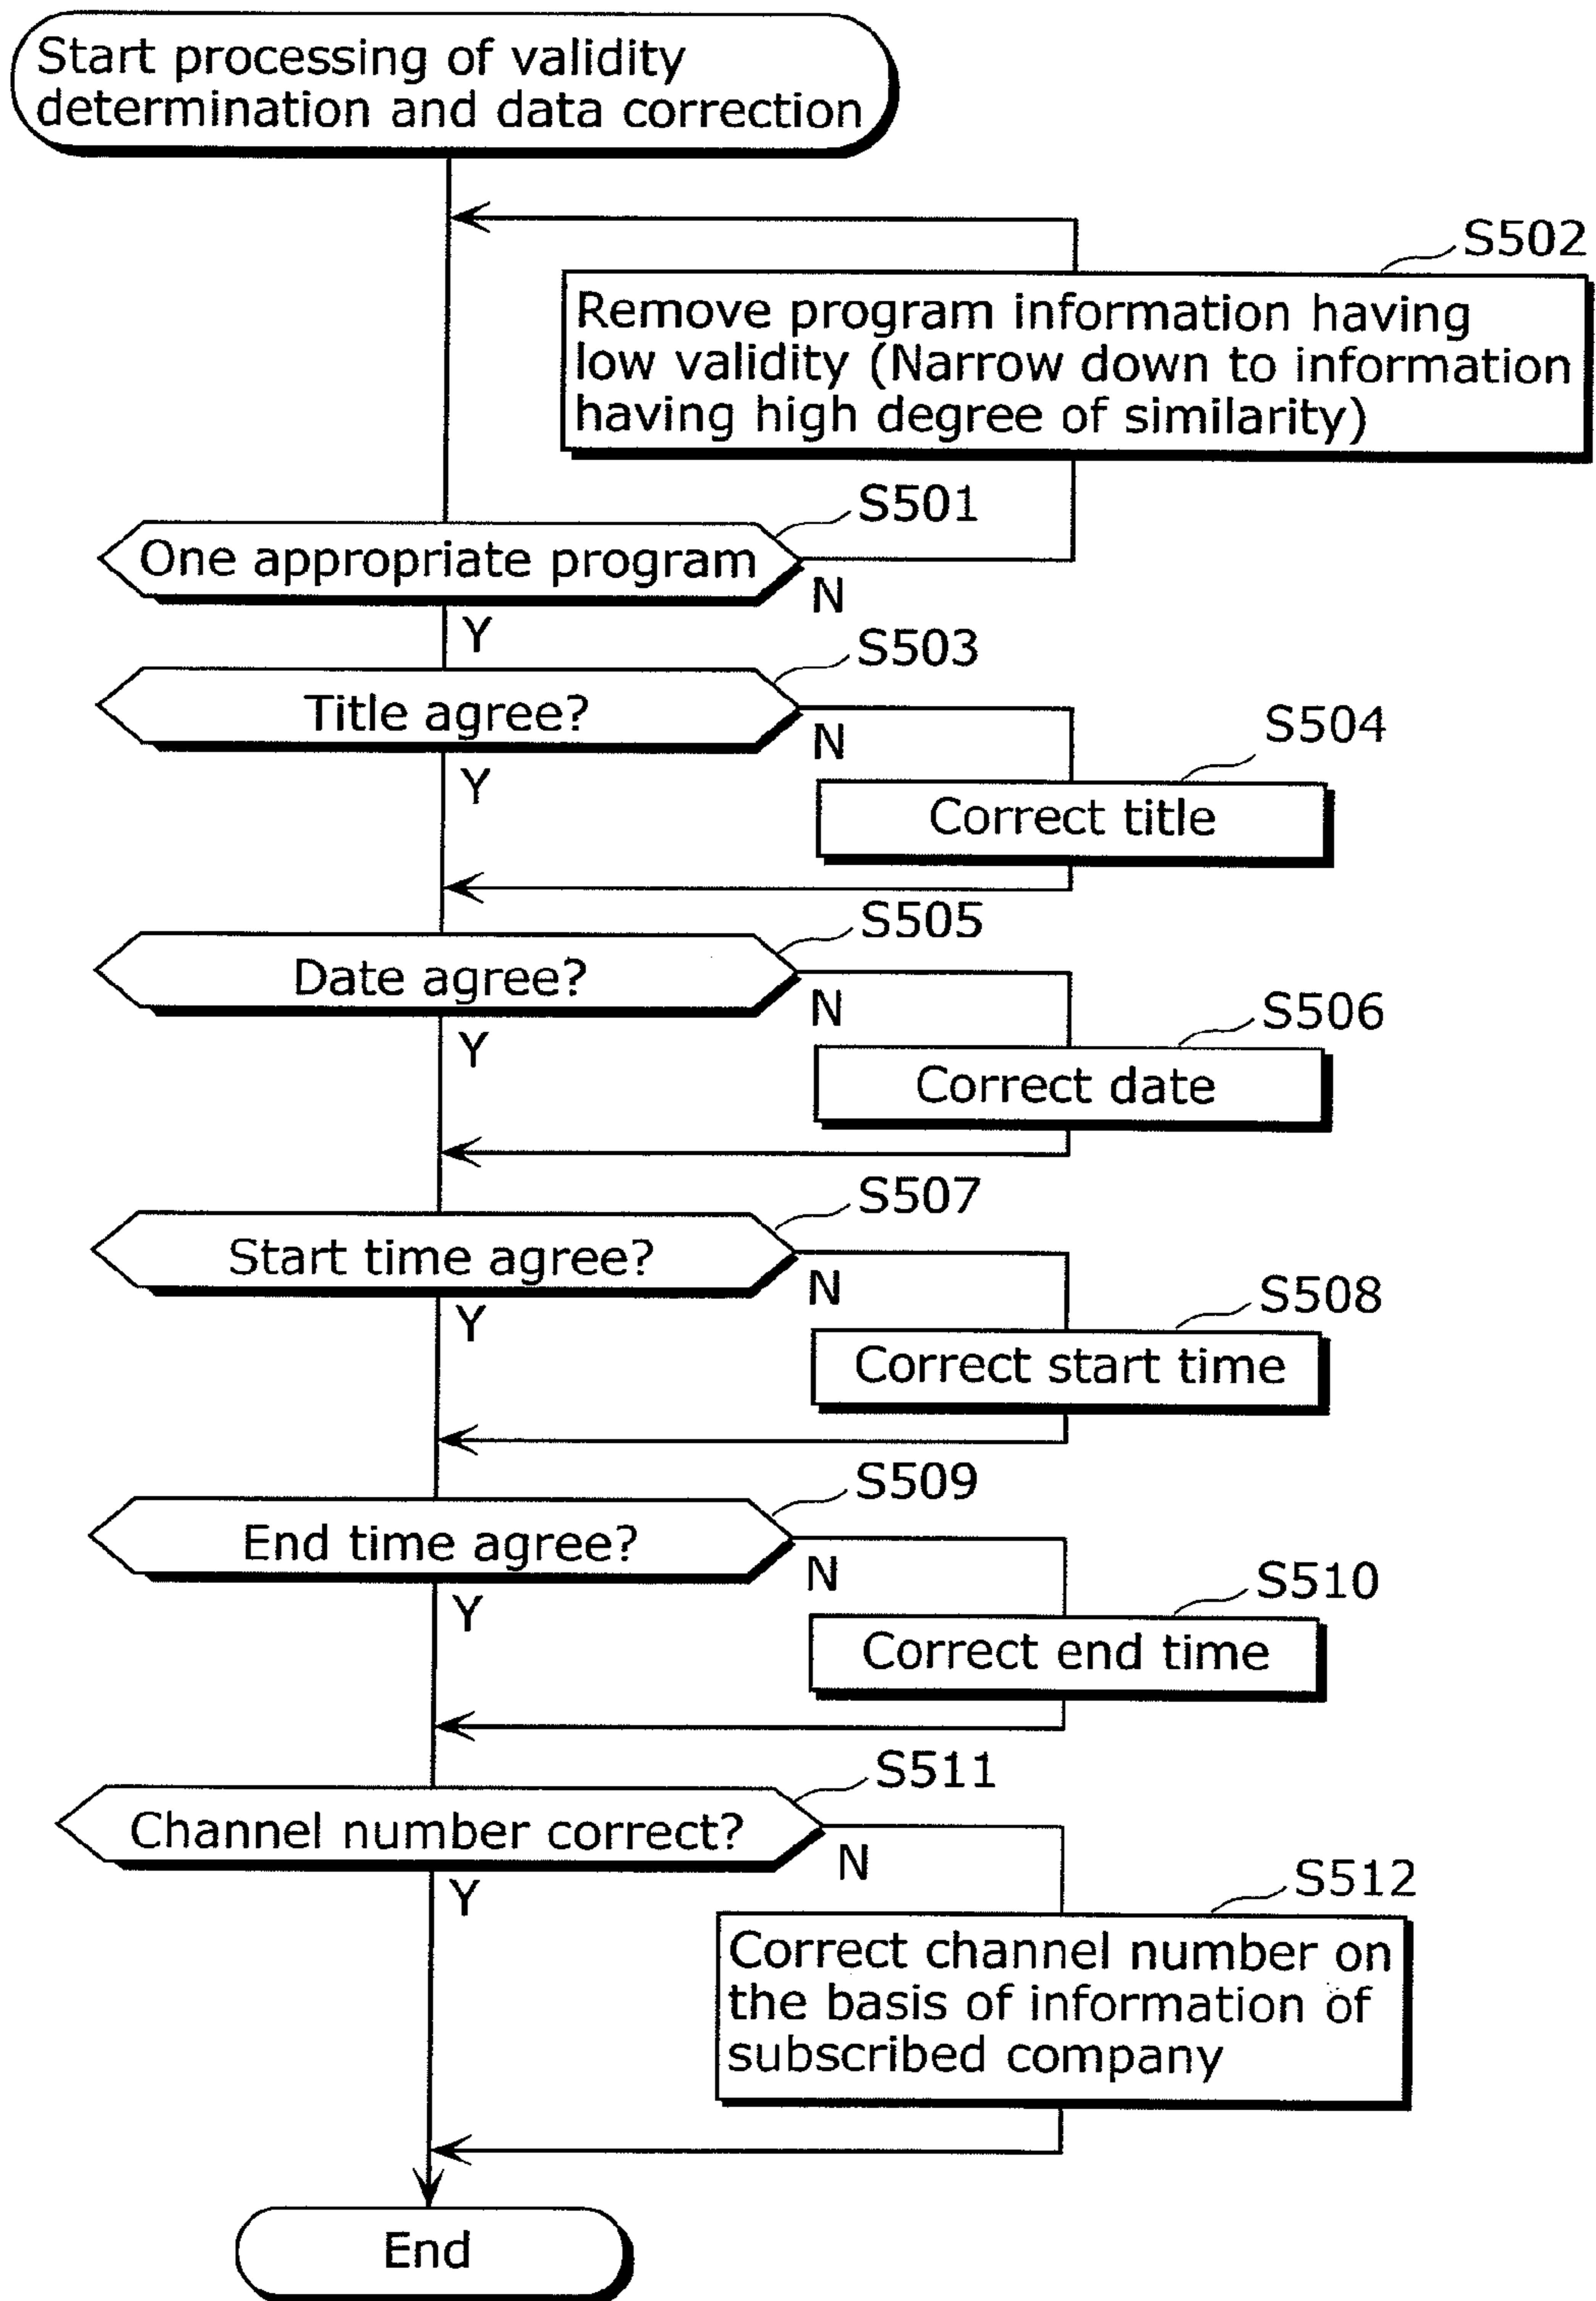 Start processing of validity
determination and data correction
S502
Remove program information having
low validity (Narrow down to information
having high degree of similarity)
S501
One appropriate program
N
Y
S503
Title agree?
N
S504
Y
Correct title
S505
Date agree?
N
S506
Y
Correct date
S507
Start time agree?
N
S508
Y
Correct start time
S509
End time agree?
N
S510
Y
Correct end time
S511
Channel number correct?
N
S512
Y
Correct channel number on
the basis of information of
subscribed company
End